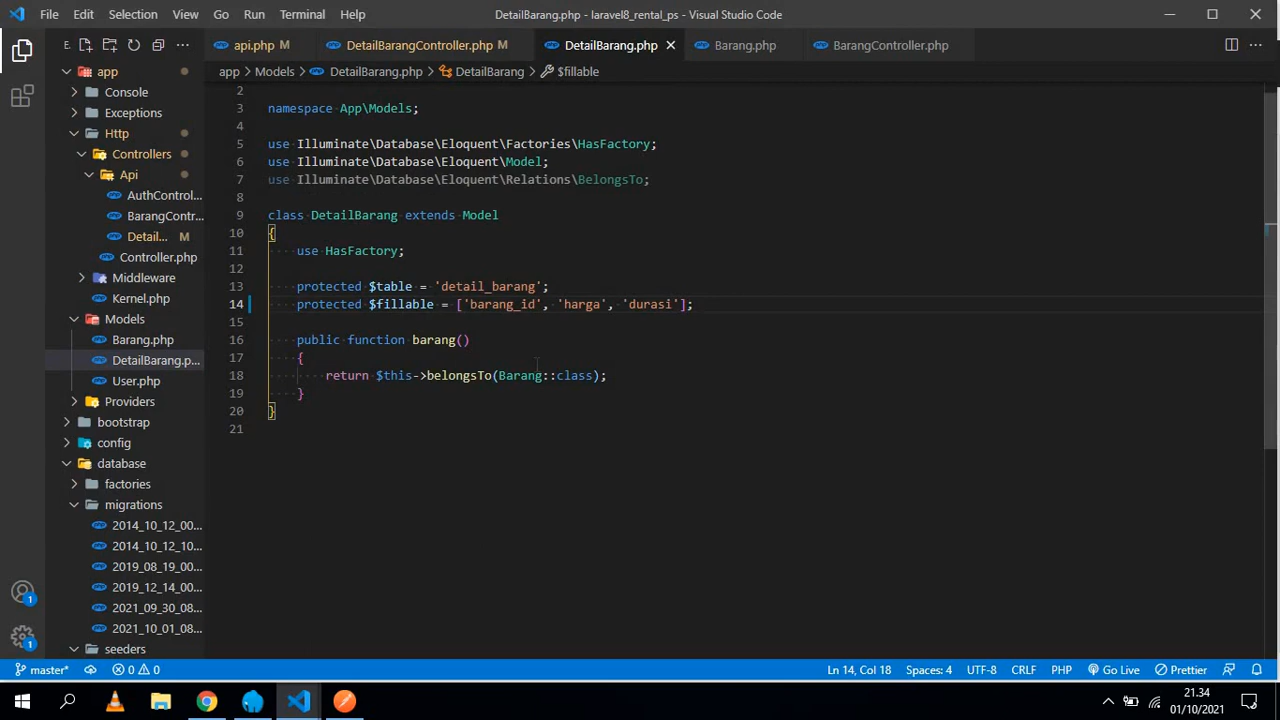 File Edit Selection View Go Run Terminal Help DetailBarang.php - laravel8_rental_ps - Visual Studio Code
E. api.php M DetailBarangController.php M DetailBarang.php Barang.php BarangController.php
app app > Models > DetailBarang.php > DetailBarang > $fillable
Console 2
Exceptions 3 namespace App\Models;
Http 4
5 use Illuminate\Database\Eloquent\Factories\HasFactory;
Controllers 6 use Illuminate\Database\Eloquent\Model;
Api 7 use Illuminate\Database\Eloquent\Relations\BelongsTo;
AuthControl... 8
BarangContr... 9 class DetailBarang extends Model
Detail... M 10 {
Controller.php 11 use HasFactory;
Middleware 12
Kernel.php 13 protected $table = 'detail_barang';
14 protected $fillable = ['barang_id', 'harga', 'durasi'];
Models 15
Barang.php 16 public function barang()
DetailBarang.p... 17 {
User.php 18 return $this->belongsTo(Barang::class);
Providers 19 }
bootstrap 20 }
config 21
database
factories
migrations
2014_10_12_00...
2014_10_12_10...
2019_08_19_00...
2019_12_14_00...
2021_09_30_08...
2021_10_01_08...
seeders
1
1
master* 0 0 Ln 14, Col 18 Spaces: 4 UTF-8 CRLF PHP Go Live Prettier
21.34
01/10/2021